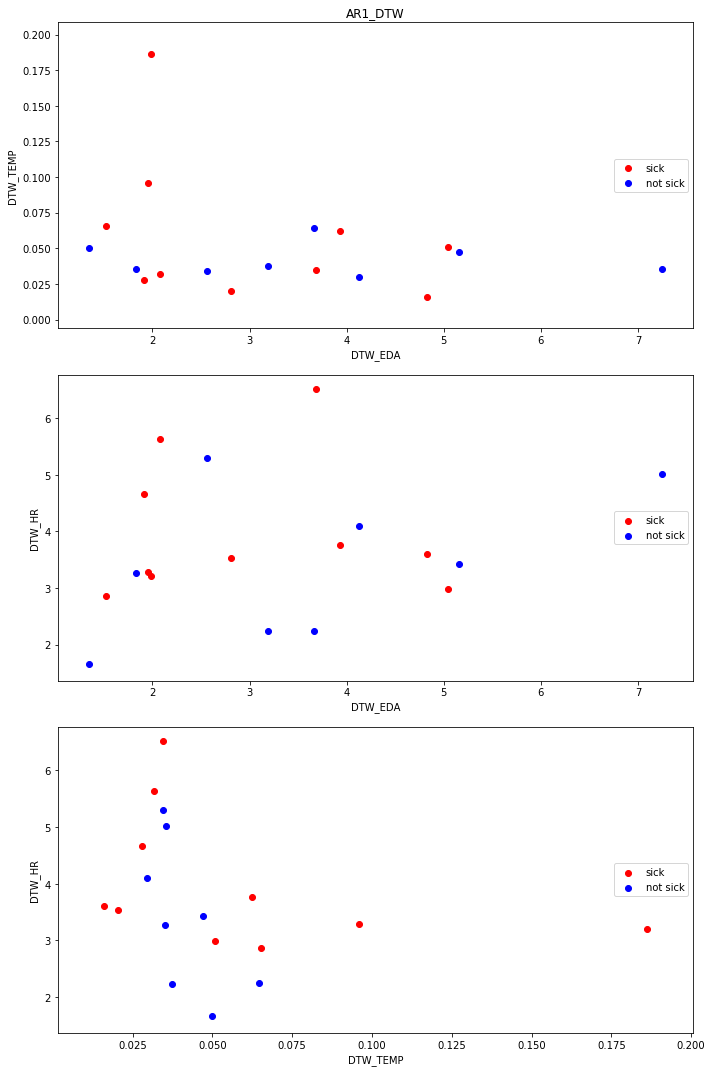 AR1_DTW
0.200
0.175
0.150
0.125
0.100
0.075
0.050
0.025
0.000
DTW_TEMP
sick
not sick
2 3 4 5 6 7
DTW_EDA
6
5
4
3
2
DTW_HR
sick
not sick
2 3 4 5 6 7
DTW_EDA
6
5
4
3
2
DTW_HR
sick
not sick
0.025 0.050 0.075 0.100 0.125 0.150 0.175 0.200
DTW_TEMP